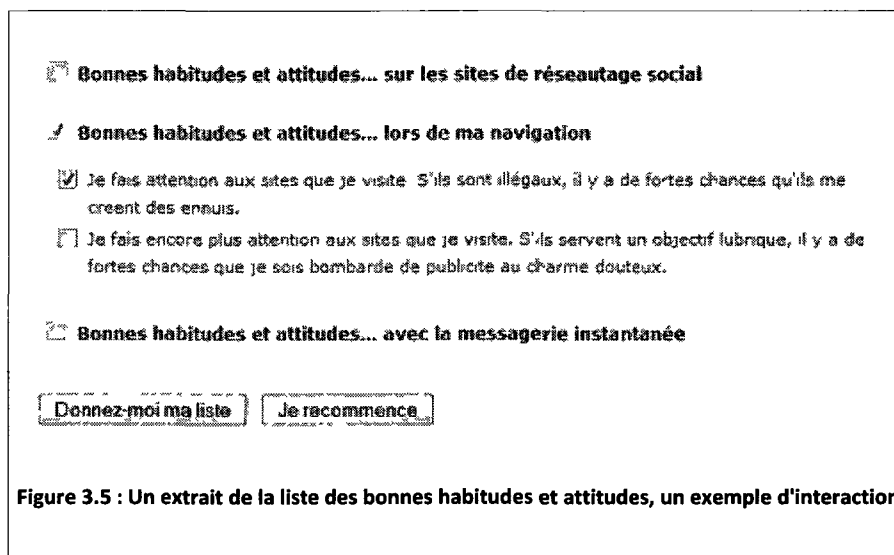 Bonnes habitudes et attitudes... sur les sites de réseautage social
Bonnes habitudes et attitudes... lors de ma navigation
Je fais attention aux sites que je visite S'ils sont illégaux, il y a de fortes chances qu'ils me
creent des ennuis.
Je fais encore plus attention aux sites que je visite. S'ils servent un objectif lubrique, il y a de
fortes chances que je sois bombarde de publicite au charme douteux.
Bonnes habitudes et attitudes... avec la messagerie instantanée
Donnez-moi ma liste Je recommence
Figure 3.5 : Un extrait de la liste des bonnes habitudes et attitudes, un exemple d'interaction